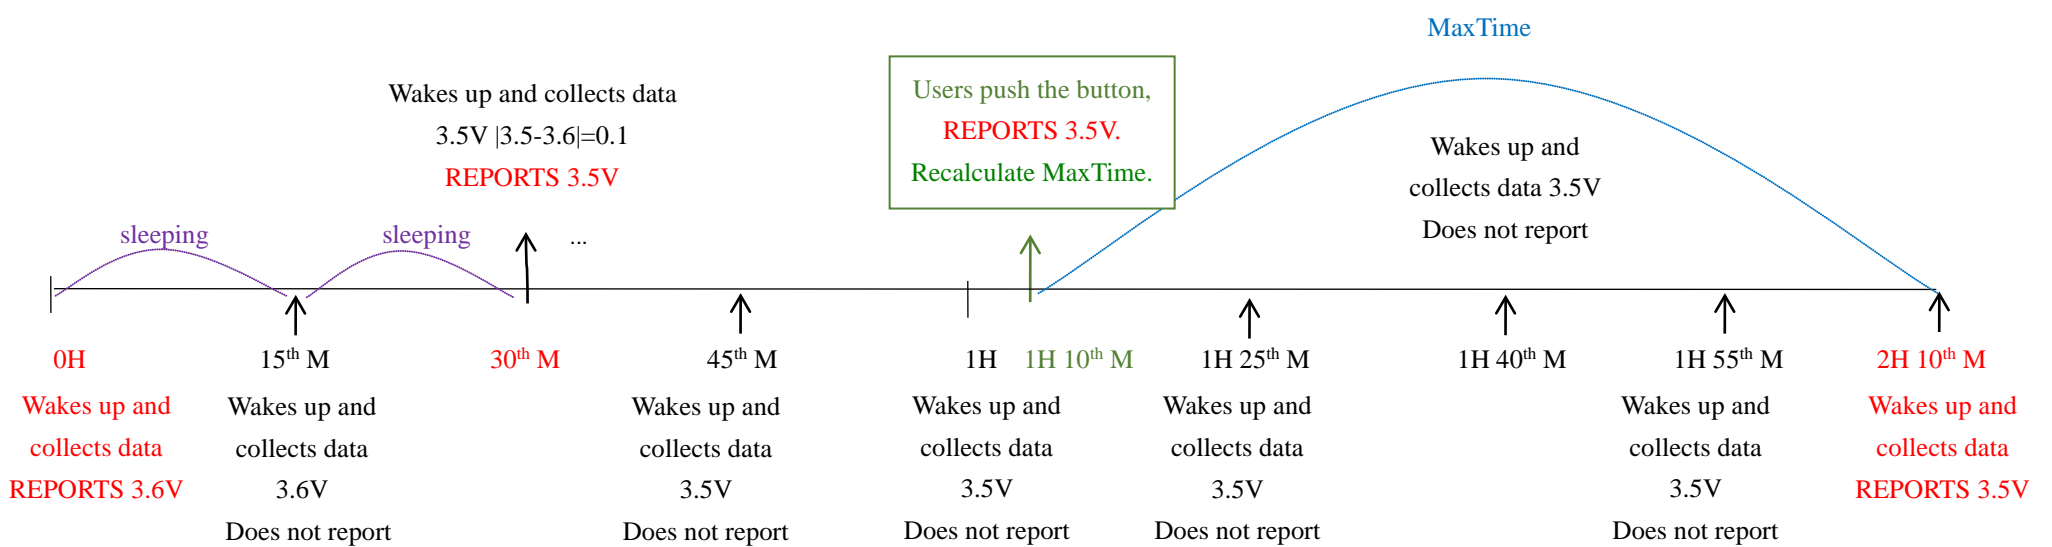 MaxTime
Wakes up and collects data
3.5V |3.5-3.6|=0.1
REPORTS 3.5V
Users push the button,
REPORTS 3.5V.
Recalculate MaxTime.
Wakes up and
collects data 3.5V
Does not report
sleeping
sleeping
...
0H
Wakes up and
collects data
REPORTS 3.6V
15th M
Wakes up and
collects data
3.6V
Does not report
30th M
45th M
Wakes up and
collects data
3.5V
Does not report
1H
Wakes up and
collects data
3.5V
Does not report
1H 10th M
1H 25th M
Wakes up and
collects data
3.5V
Does not report
1H 40th M
1H 55th M
Wakes up and
collects data
3.5V
Does not report
2H 10th M
Wakes up and
collects data
REPORTS 3.5V